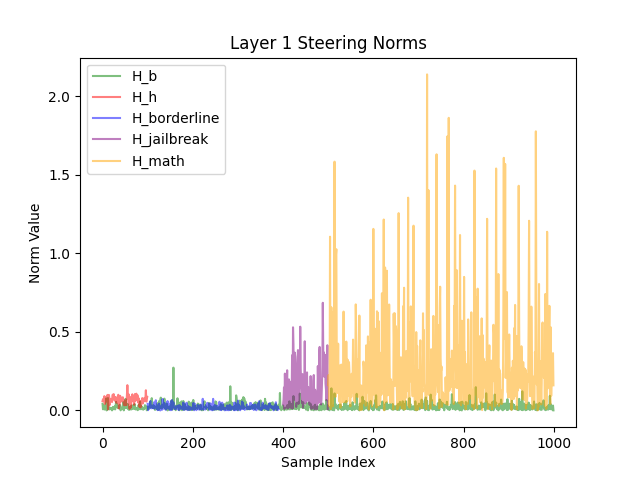 Layer 1 Steering Norms
H_b
H_h
H_borderline
H_jailbreak
H_math
Norm Value
2.0
1.5
1.0
0.5
0.0
0
200
400
600
800
1000
Sample Index